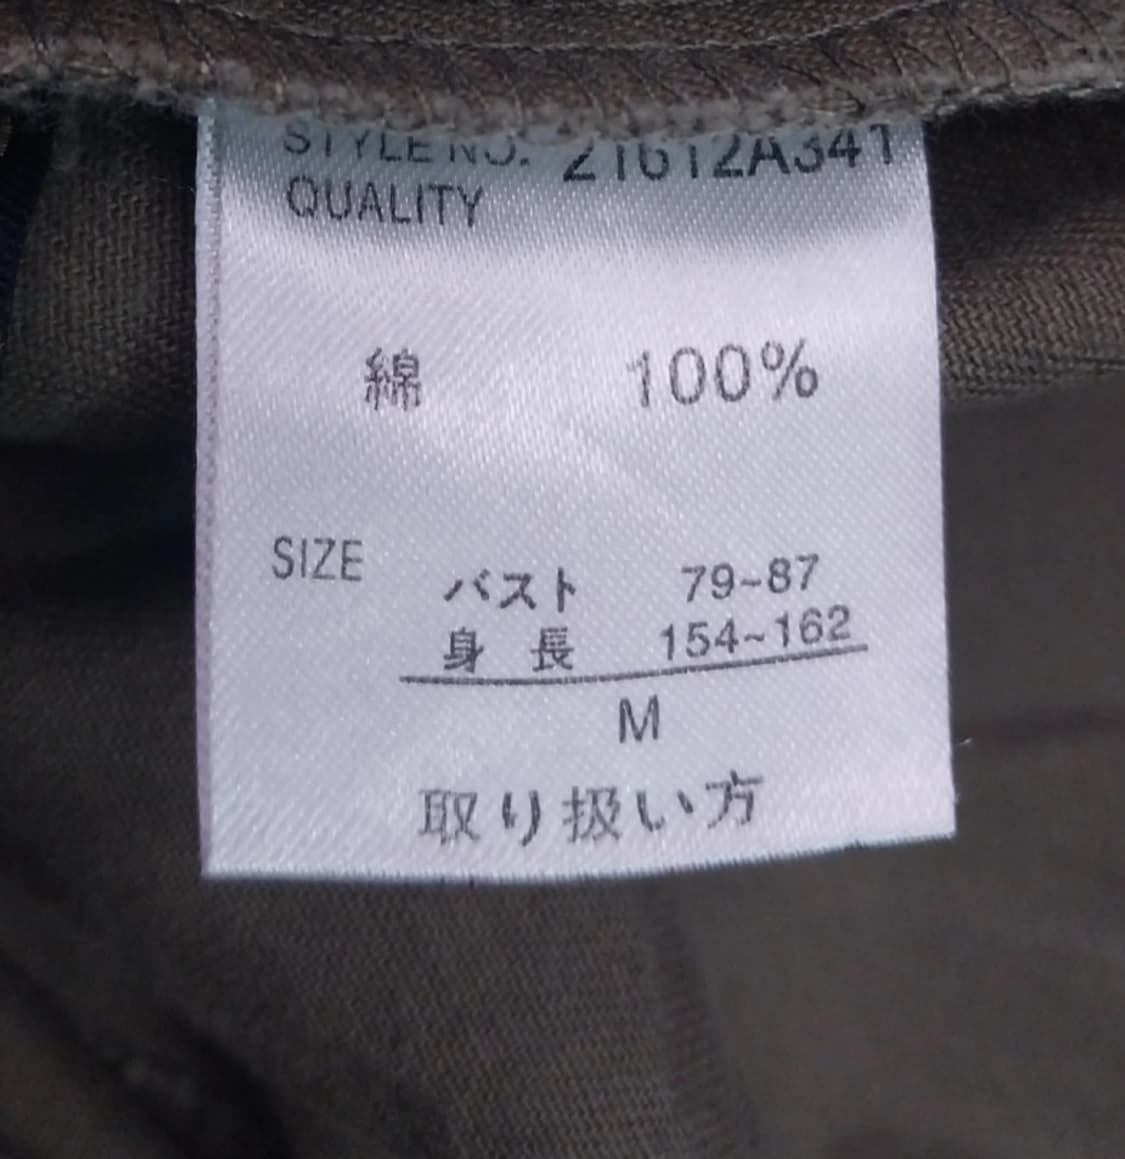 STYLE NO. 21612A341
QUALITY
綿 100%
SIZE
バスト 79~87
身長 154~162
M
取り扱い方